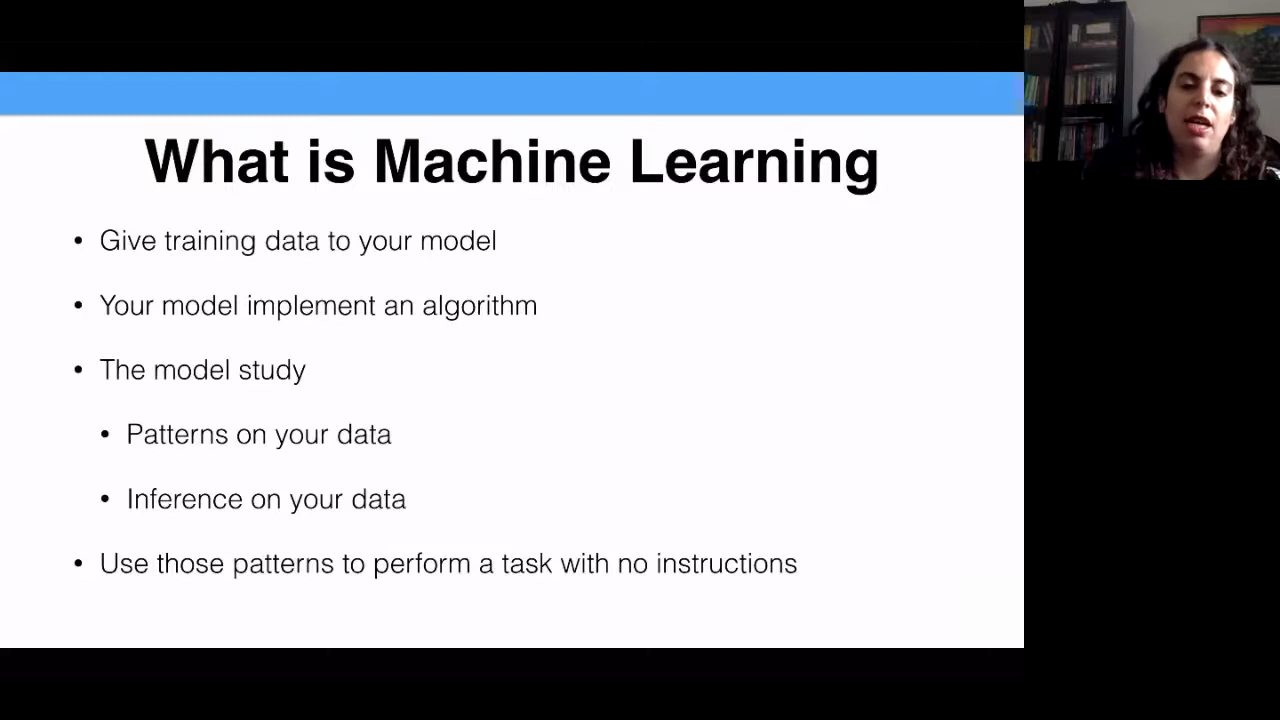 What is Machine Learning
• Give training data to your model
• Your model implement an algorithm
• The model study
• Patterns on your data
• Inference on your data
• Use those patterns to perform a task with no instructions